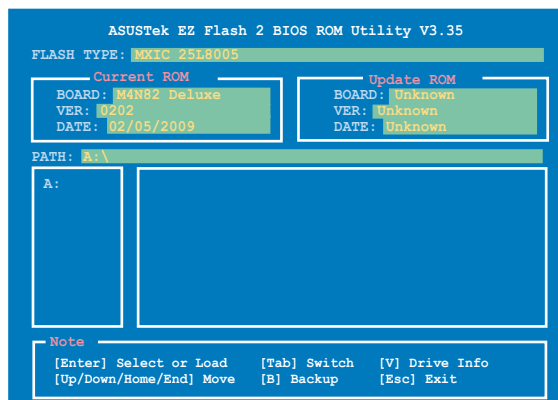 ASUSTek EZ Flash 2 BIOS ROM Utility V3.35
FLASH TYPE: MXIC 25L8005
Current ROM
BOARD: M4N82 Deluxe
VER: 0202
DATE: 02/05/2009
Update ROM
BOARD: Unknown
VER: Unknown
DATE: Unknown
PATH: A:\
A:
Note
[Enter] Select or Load [Tab] Switch [V] Drive Info
[Up/Down/Home/End] Move [B] Backup [Esc] Exit